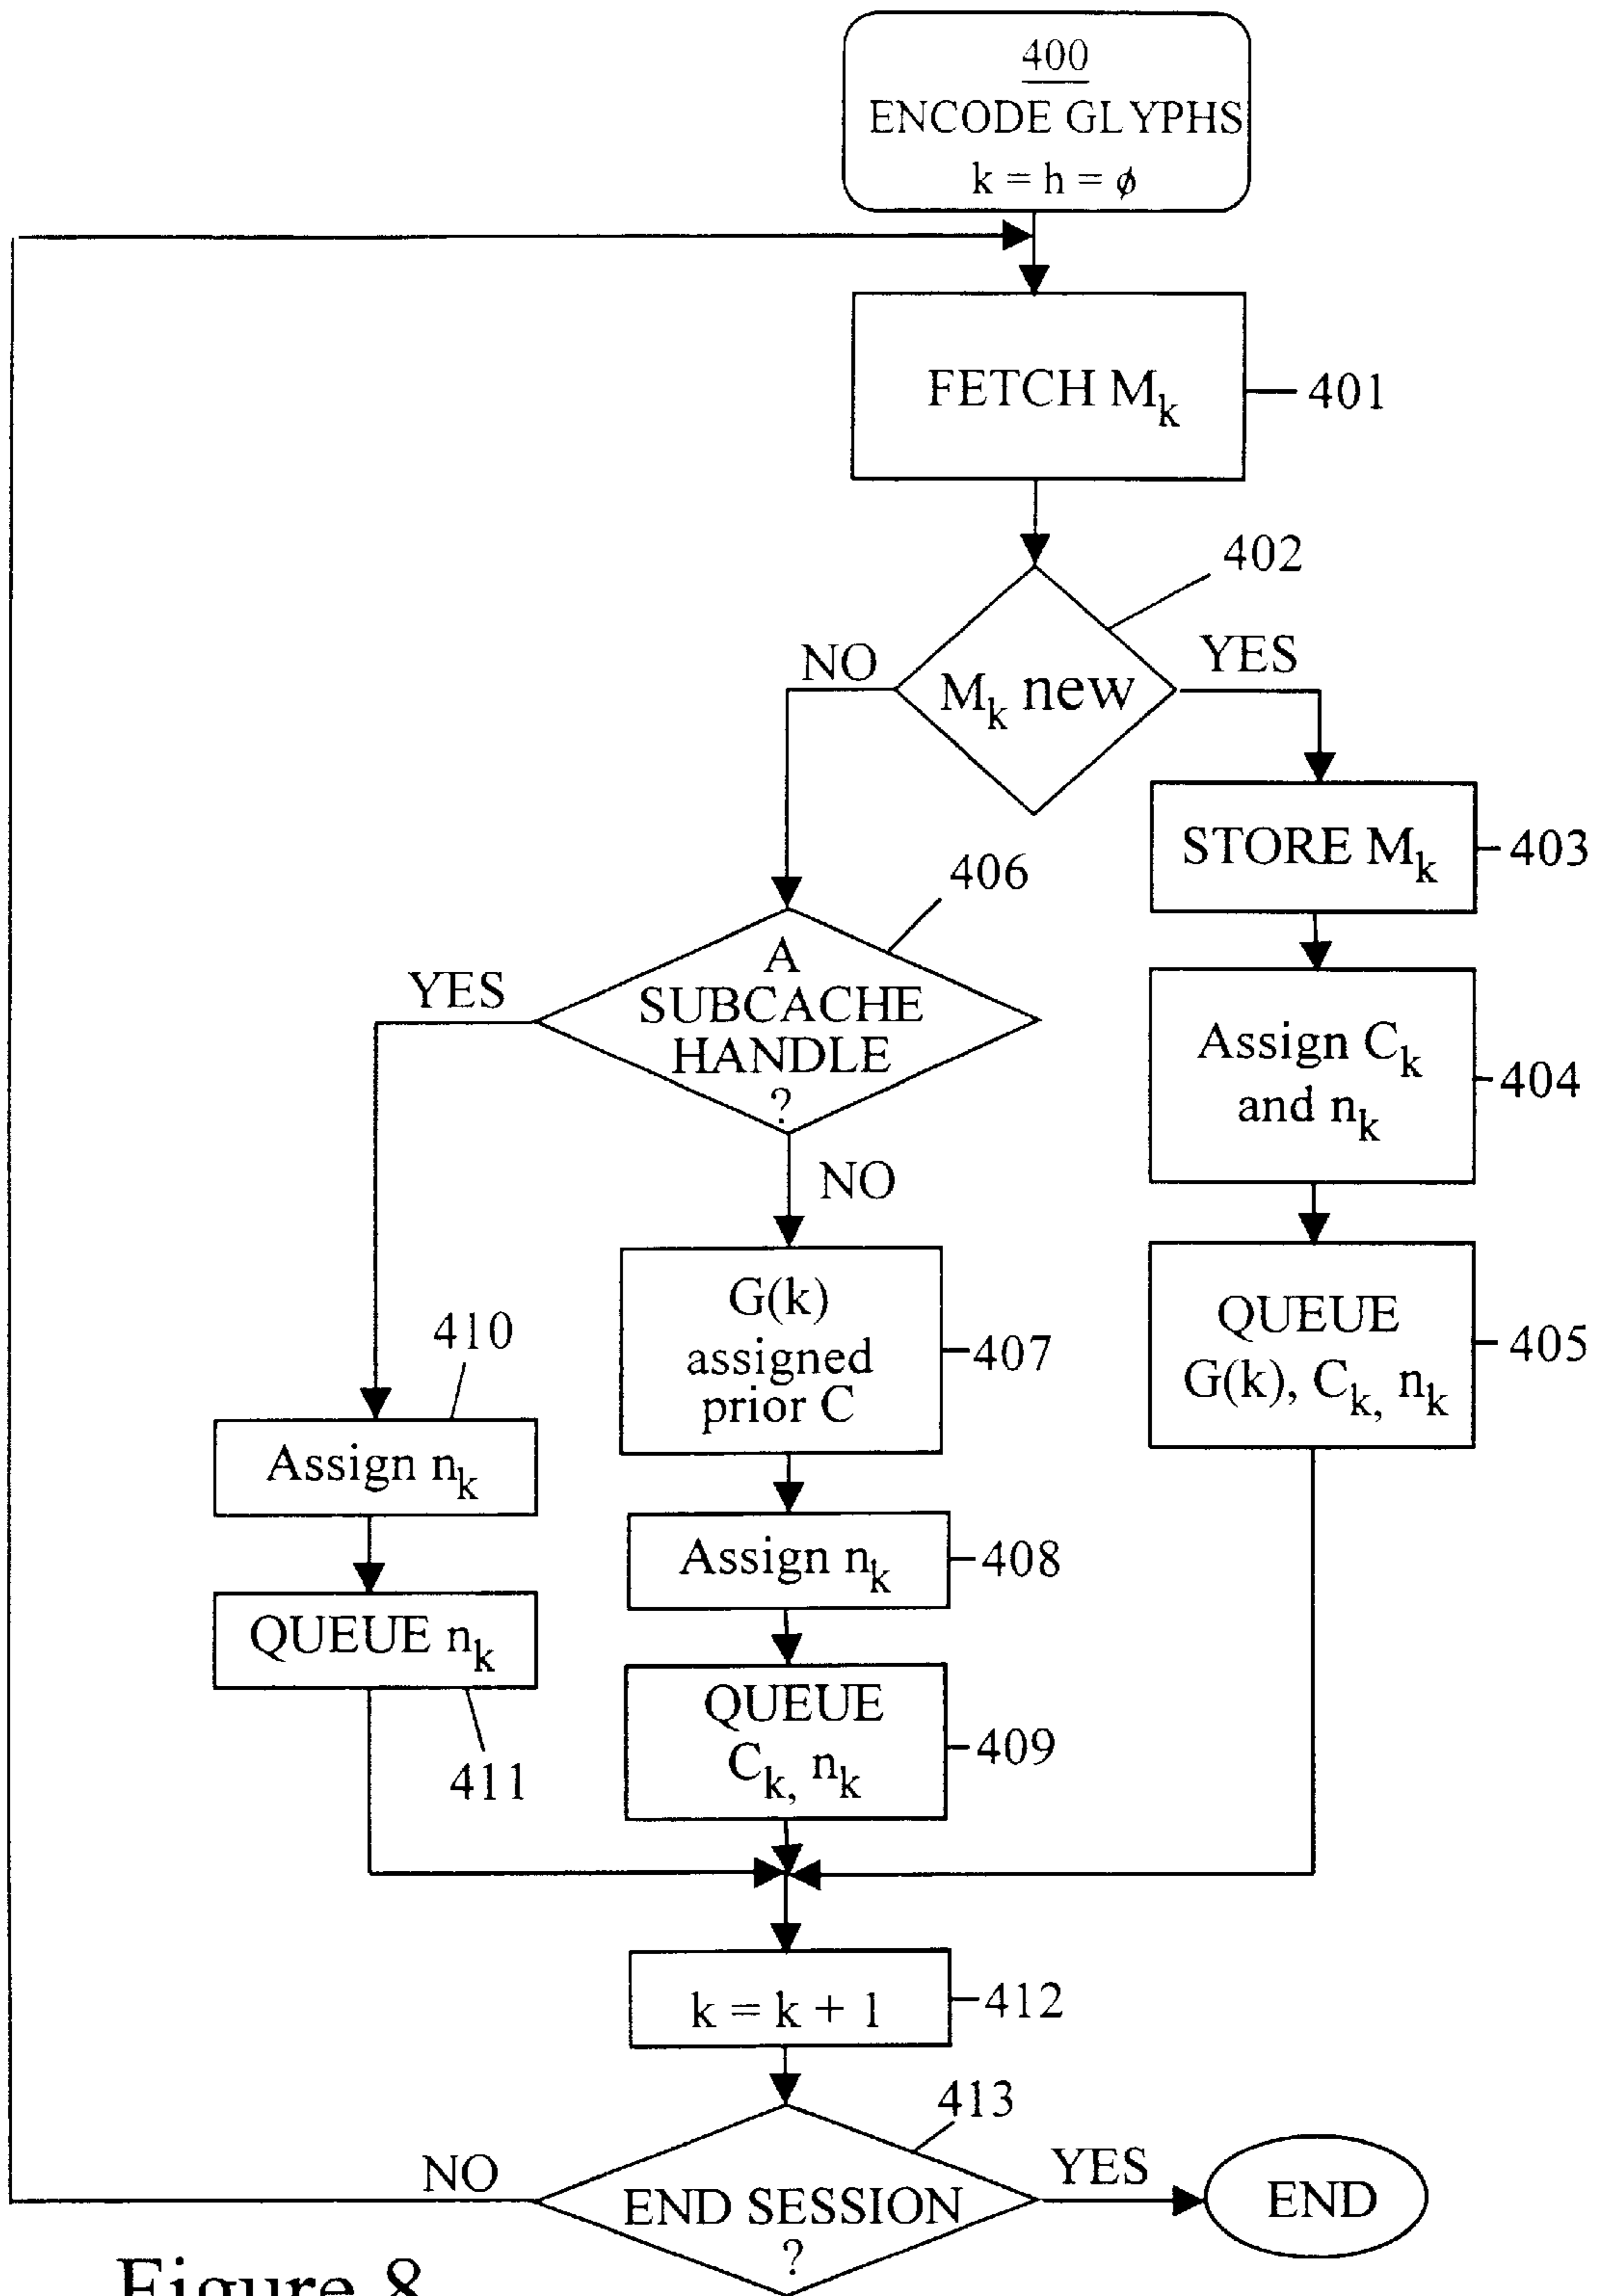 400
ENCODE GLYPHS
k = h = ϕ
FETCH Mk
401
402
NO
YES
Mk new
STORE Mk
403
406
A
SUBCACHE
HANDLE
?
YES
Assign Ck
and nk
404
NO
G(k)
assigned
prior C
407
QUEUE
G(k), Ck, nk
405
410
Assign nk
Assign nk
408
QUEUE nk
411
QUEUE
Ck, nk
409
k = k + 1
412
413
NO
END SESSION
?
YES
END
Figure 8